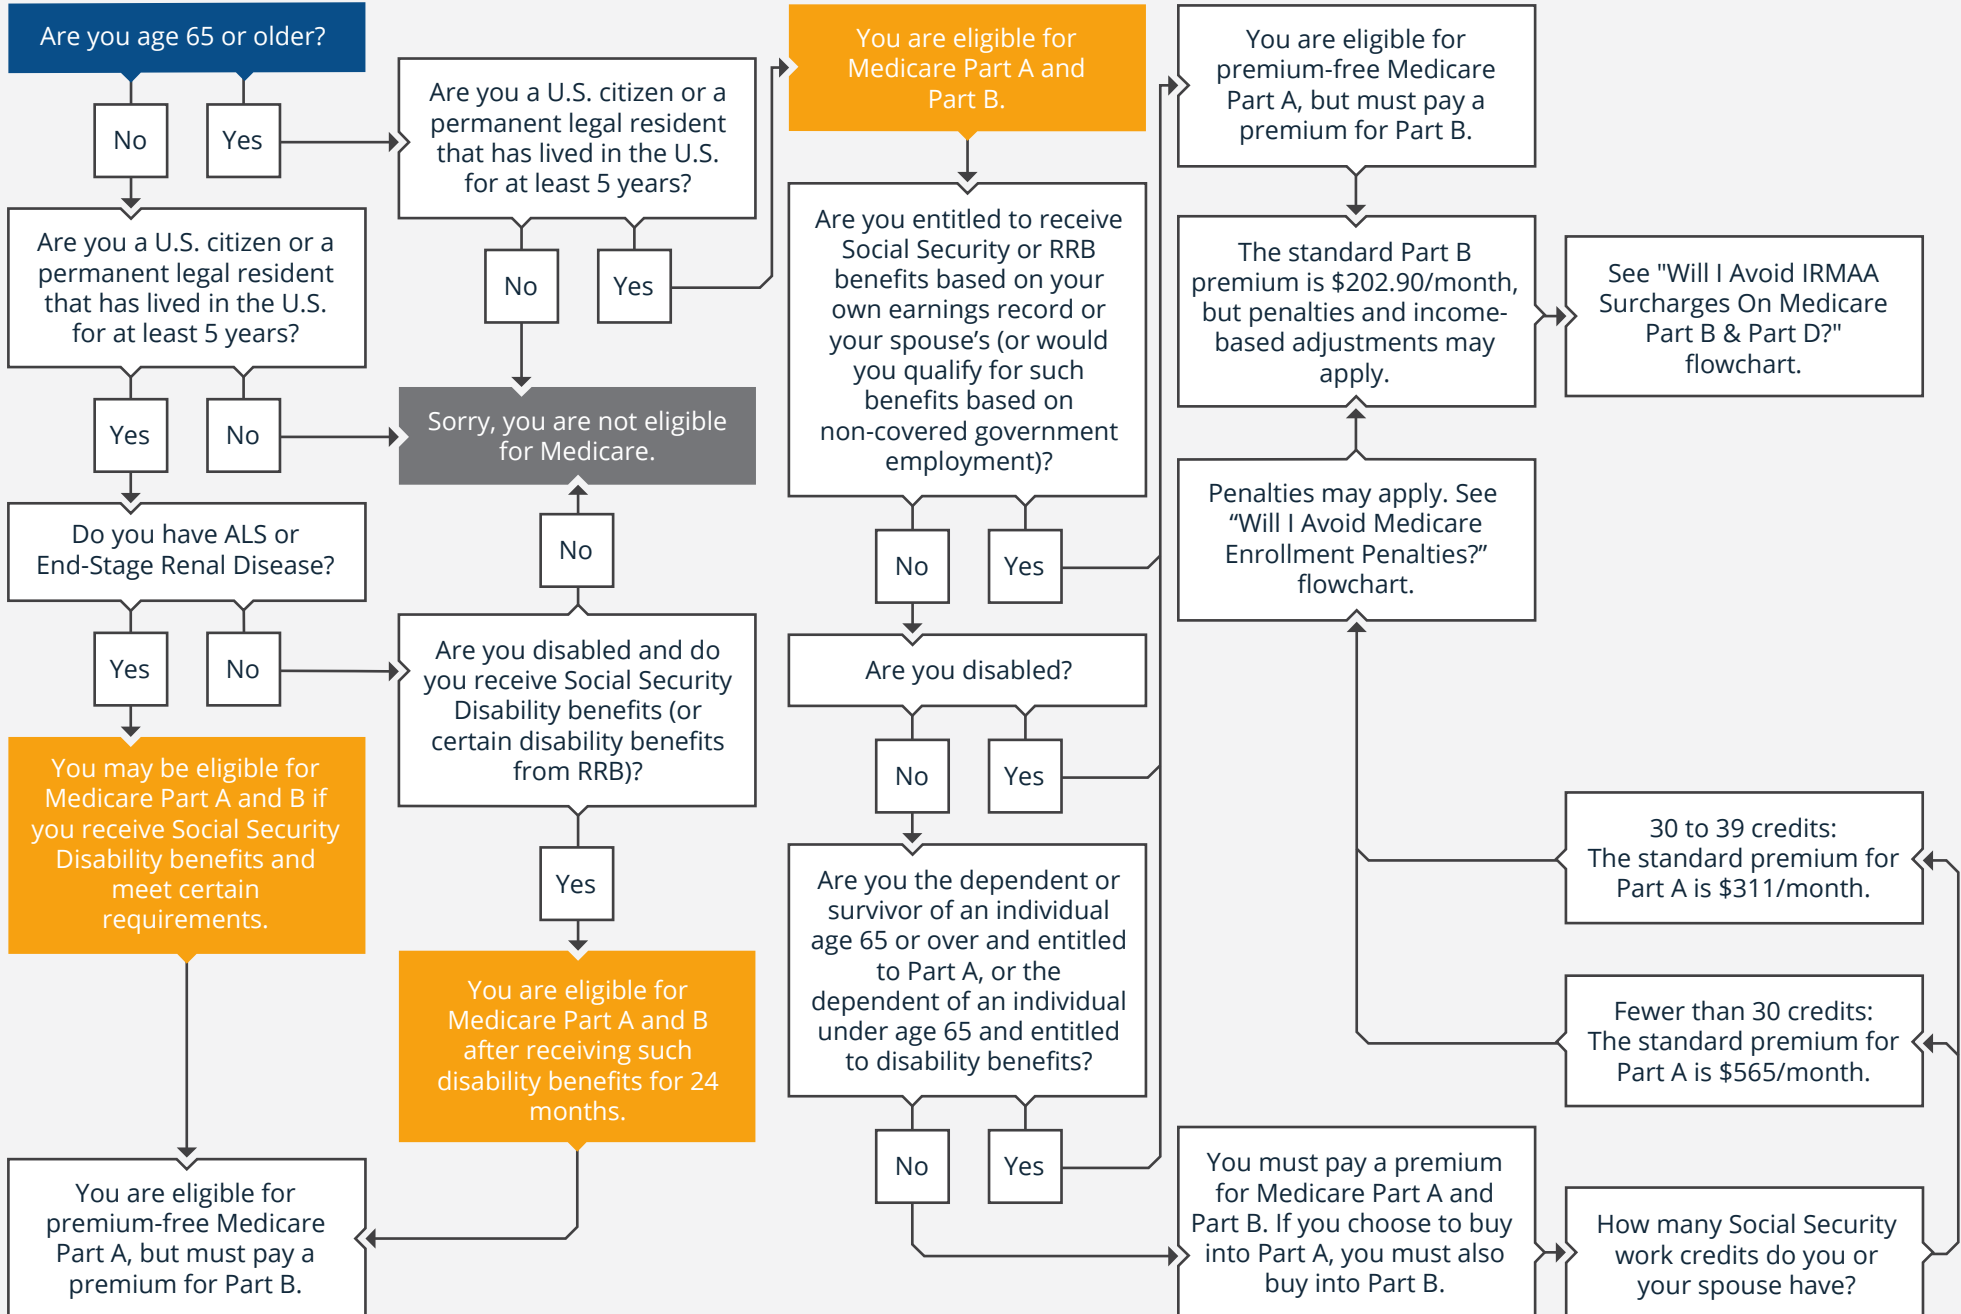 Are you age 65 or older?
No
Yes
Are you a U.S. citizen or a
permanent legal resident
that has lived in the U.S.
for at least 5 years?
Yes
No
Do you have ALS or
End-Stage Renal Disease?
Yes
No
You may be eligible for
Medicare Part A and B if
you receive Social Security
Disability benefits and
meet certain
requirements.
You are eligible for
premium-free Medicare
Part A, but must pay a
premium for Part B.
Are you a U.S. citizen or a
permanent legal resident
that has lived in the U.S.
for at least 5 years?
No
Yes
Sorry, you are not eligible
for Medicare.
No
Are you disabled and do
you receive Social Security
Disability benefits (or
certain disability benefits
from RRB)?
Yes
You are eligible for
Medicare Part A and B
after receiving such
disability benefits for 24
months.
You are eligible for
Medicare Part A and
Part B.
Are you entitled to receive
Social Security or RRB
benefits based on your
own earnings record or
your spouse’s (or would
you qualify for such
benefits based on
non-covered government
employment)?
No
Yes
Are you disabled?
No
Yes
Are you the dependent or
survivor of an individual
age 65 or over and entitled
to Part A, or the
dependent of an individual
under age 65 and entitled
to disability benefits?
No
Yes
You are eligible for
premium-free Medicare
Part A, but must pay a
premium for Part B.
The standard Part B
premium is $202.90/month,
but penalties and income-
based adjustments may
apply.
See "Will I Avoid IRMAA
Surcharges On Medicare
Part B & Part D?"
flowchart.
Penalties may apply. See
“Will I Avoid Medicare
Enrollment Penalties?”
flowchart.
30 to 39 credits:
The standard premium for
Part A is $311/month.
Fewer than 30 credits:
The standard premium for
Part A is $565/month.
You must pay a premium
for Medicare Part A and
Part B. If you choose to buy
into Part A, you must also
buy into Part B.
How many Social Security
work credits do you or
your spouse have?